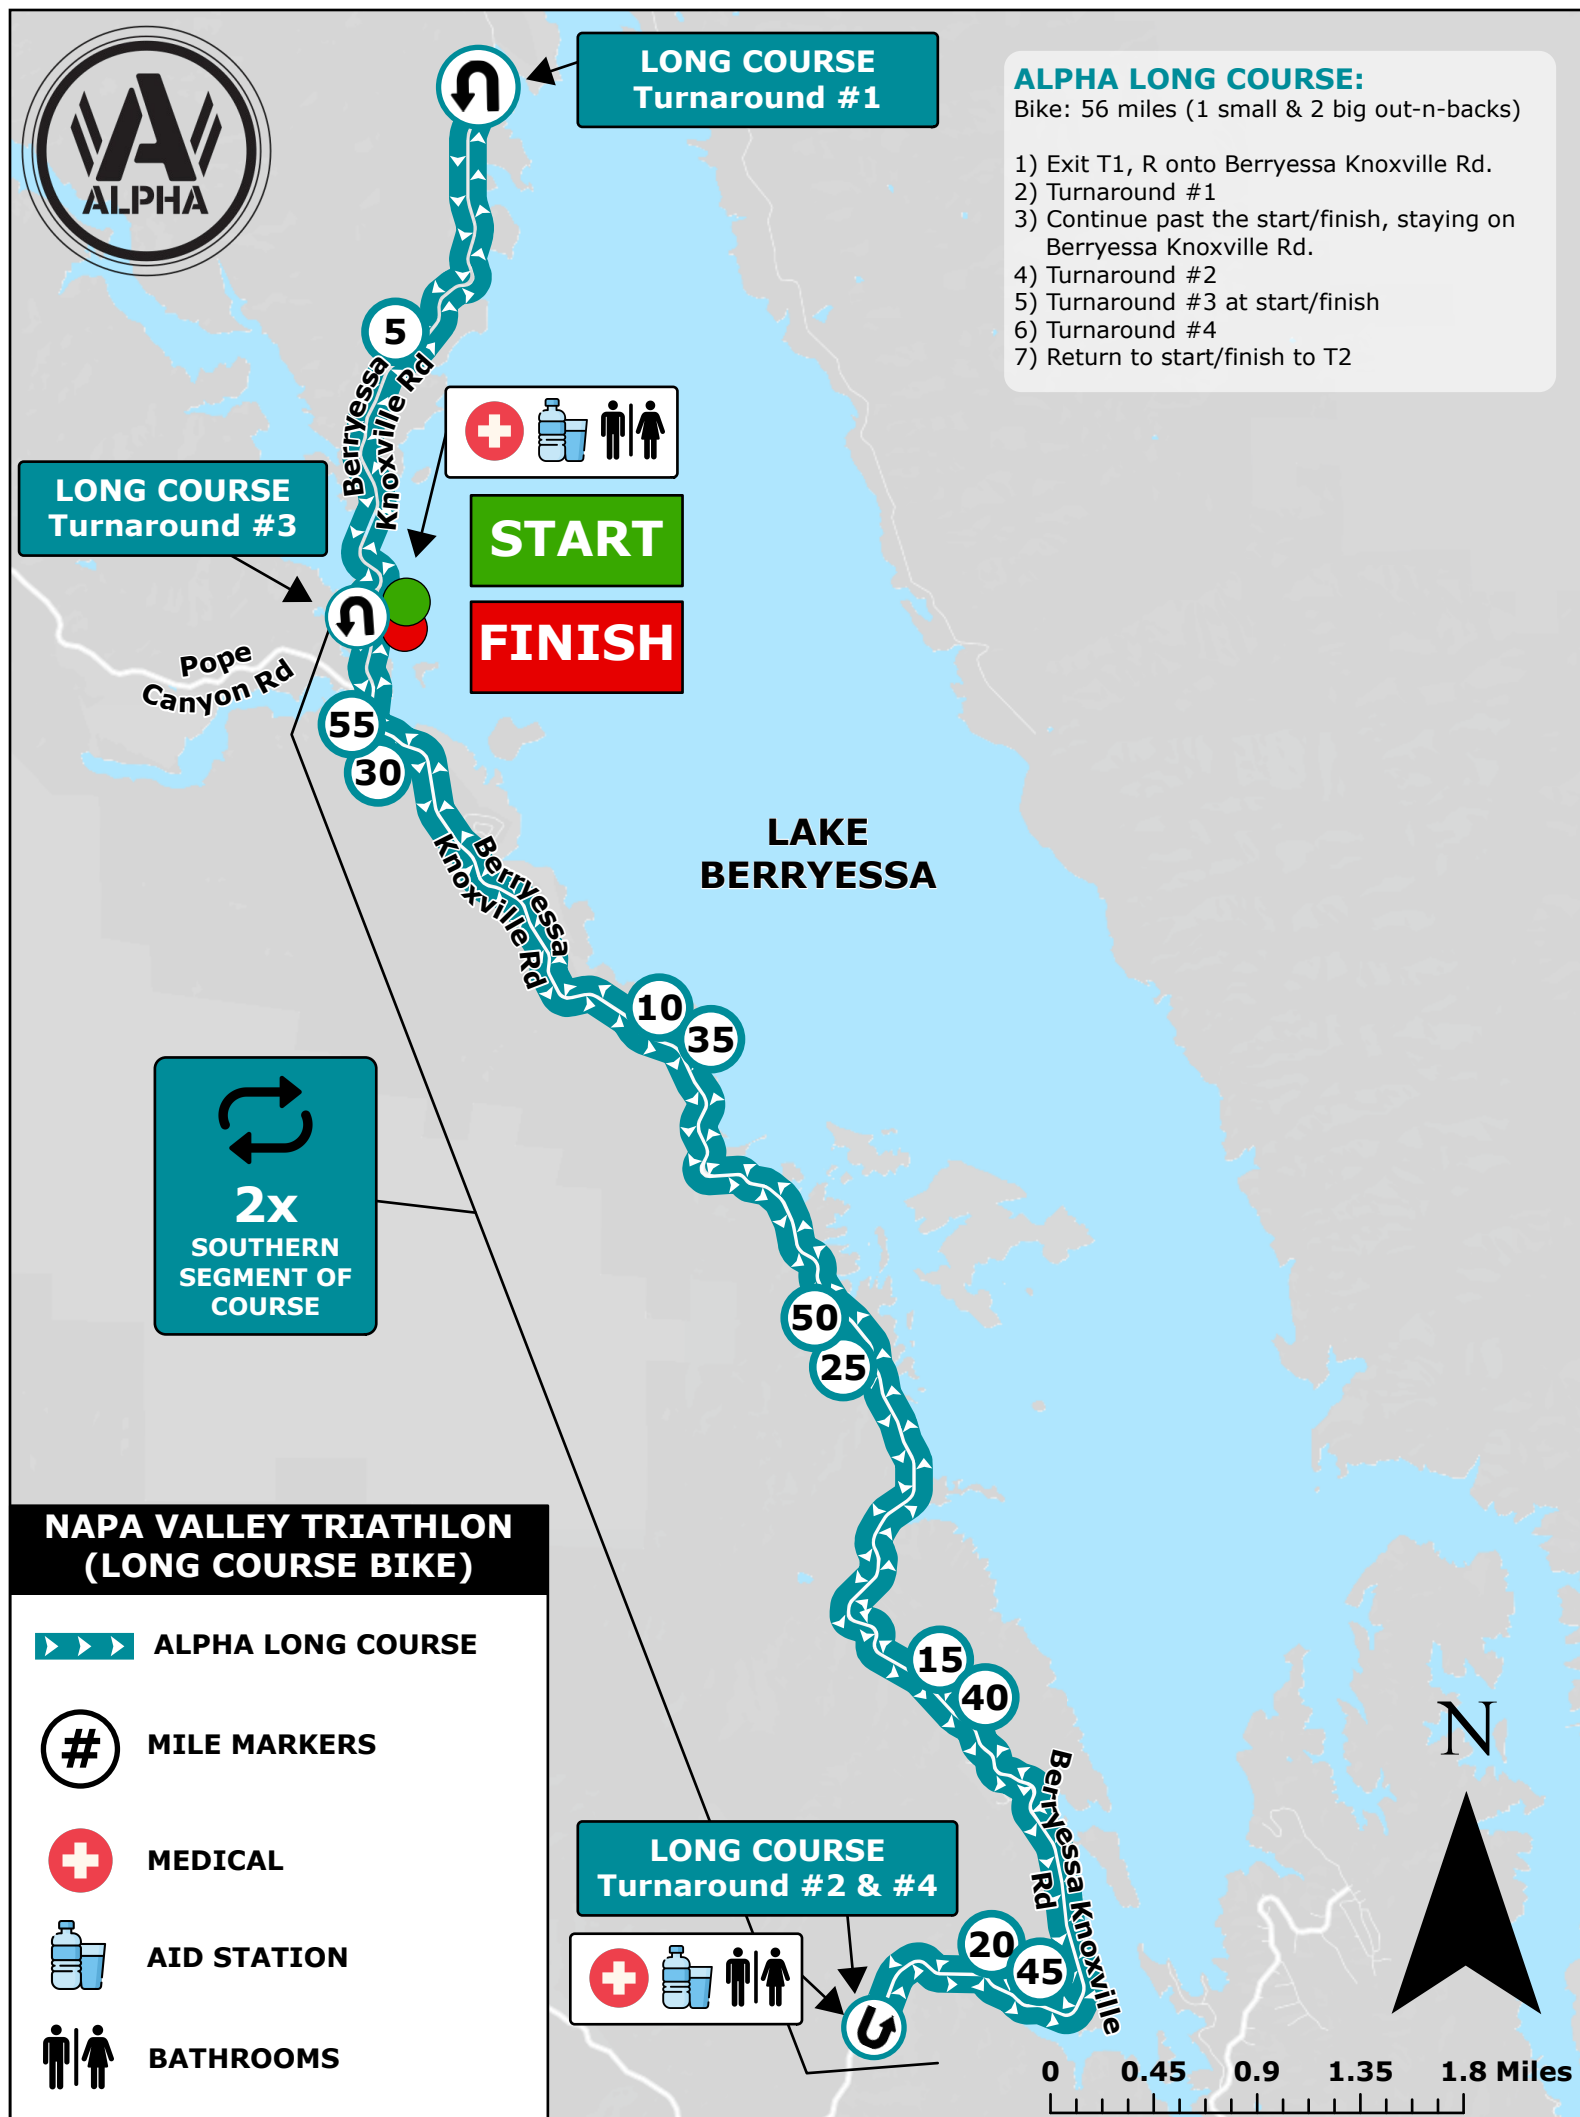 ALPHA
LONG COURSE
Turnaround #1
ALPHA LONG COURSE:
Bike: 56 miles (1 small & 2 big out-n-backs)
1) Exit T1, R onto Berryessa Knoxville Rd.
2) Turnaround #1
3) Continue past the start/finish, staying on
Berryessa Knoxville Rd.
4) Turnaround #2
5) Turnaround #3 at start/finish
6) Turnaround #4
7) Return to start/finish to T2
5
Berryessa
Knoxville Rd
LONG COURSE
Turnaround #3
START
FINISH
Pope
Canyon Rd
55
30
LAKE
BERRYESSA
Berryessa
Knoxville Rd
10
35
2x
SOUTHERN
SEGMENT OF
COURSE
50
25
15
40
Berryessa Knoxville
Rd
N
LONG COURSE
Turnaround #2 & #4
20
45
0 0.45 0.9 1.35 1.8 Miles
NAPA VALLEY TRIATHLON
(LONG COURSE BIKE)
ALPHA LONG COURSE
# MILE MARKERS
MEDICAL
AID STATION
BATHROOMS